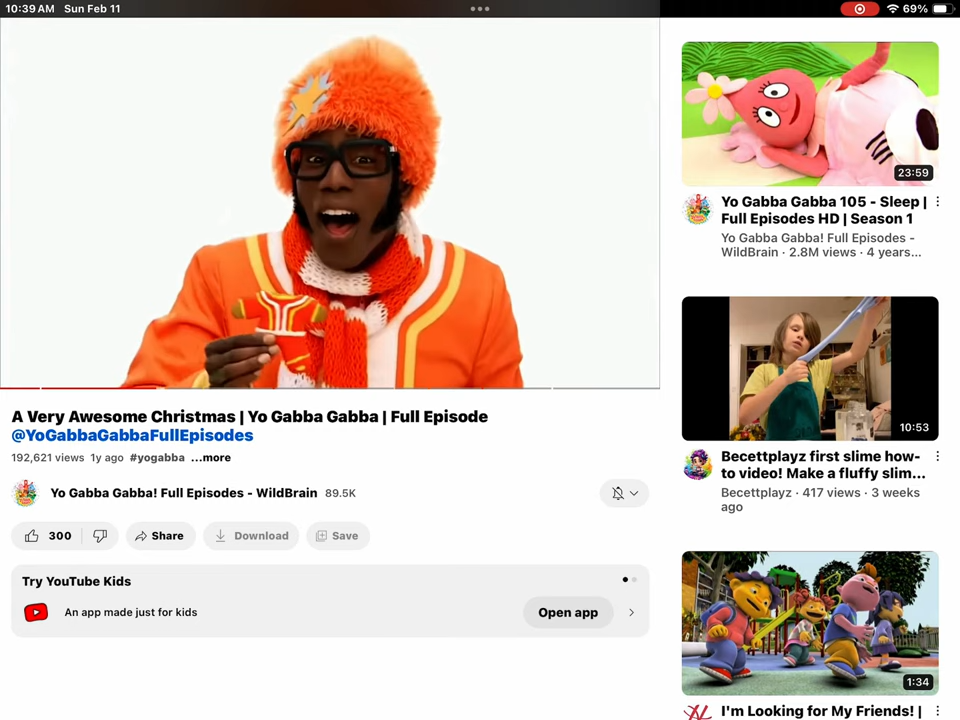 10:39 AM Sun Feb 11
69%
A Very Awesome Christmas | Yo Gabba Gabba | Full Episode
@YoGabbaGabbaFullEpisodes
192,621 views 1y ago #yogabba ...more
Yo Gabba Gabba! Full Episodes - WildBrain 89.5K
300
Share
Download
Save
Try YouTube Kids
An app made just for kids
Open app
23:59
Yo Gabba Gabba 105 - Sleep |
Full Episodes HD | Season 1
Yo Gabba Gabba! Full Episodes -
WildBrain · 2.8M views · 4 years...
10:53
Becettplayz first slime how-
to video! Make a fluffy slim...
Becettplayz · 417 views · 3 weeks
ago
1:34
I'm Looking for My Friends! |